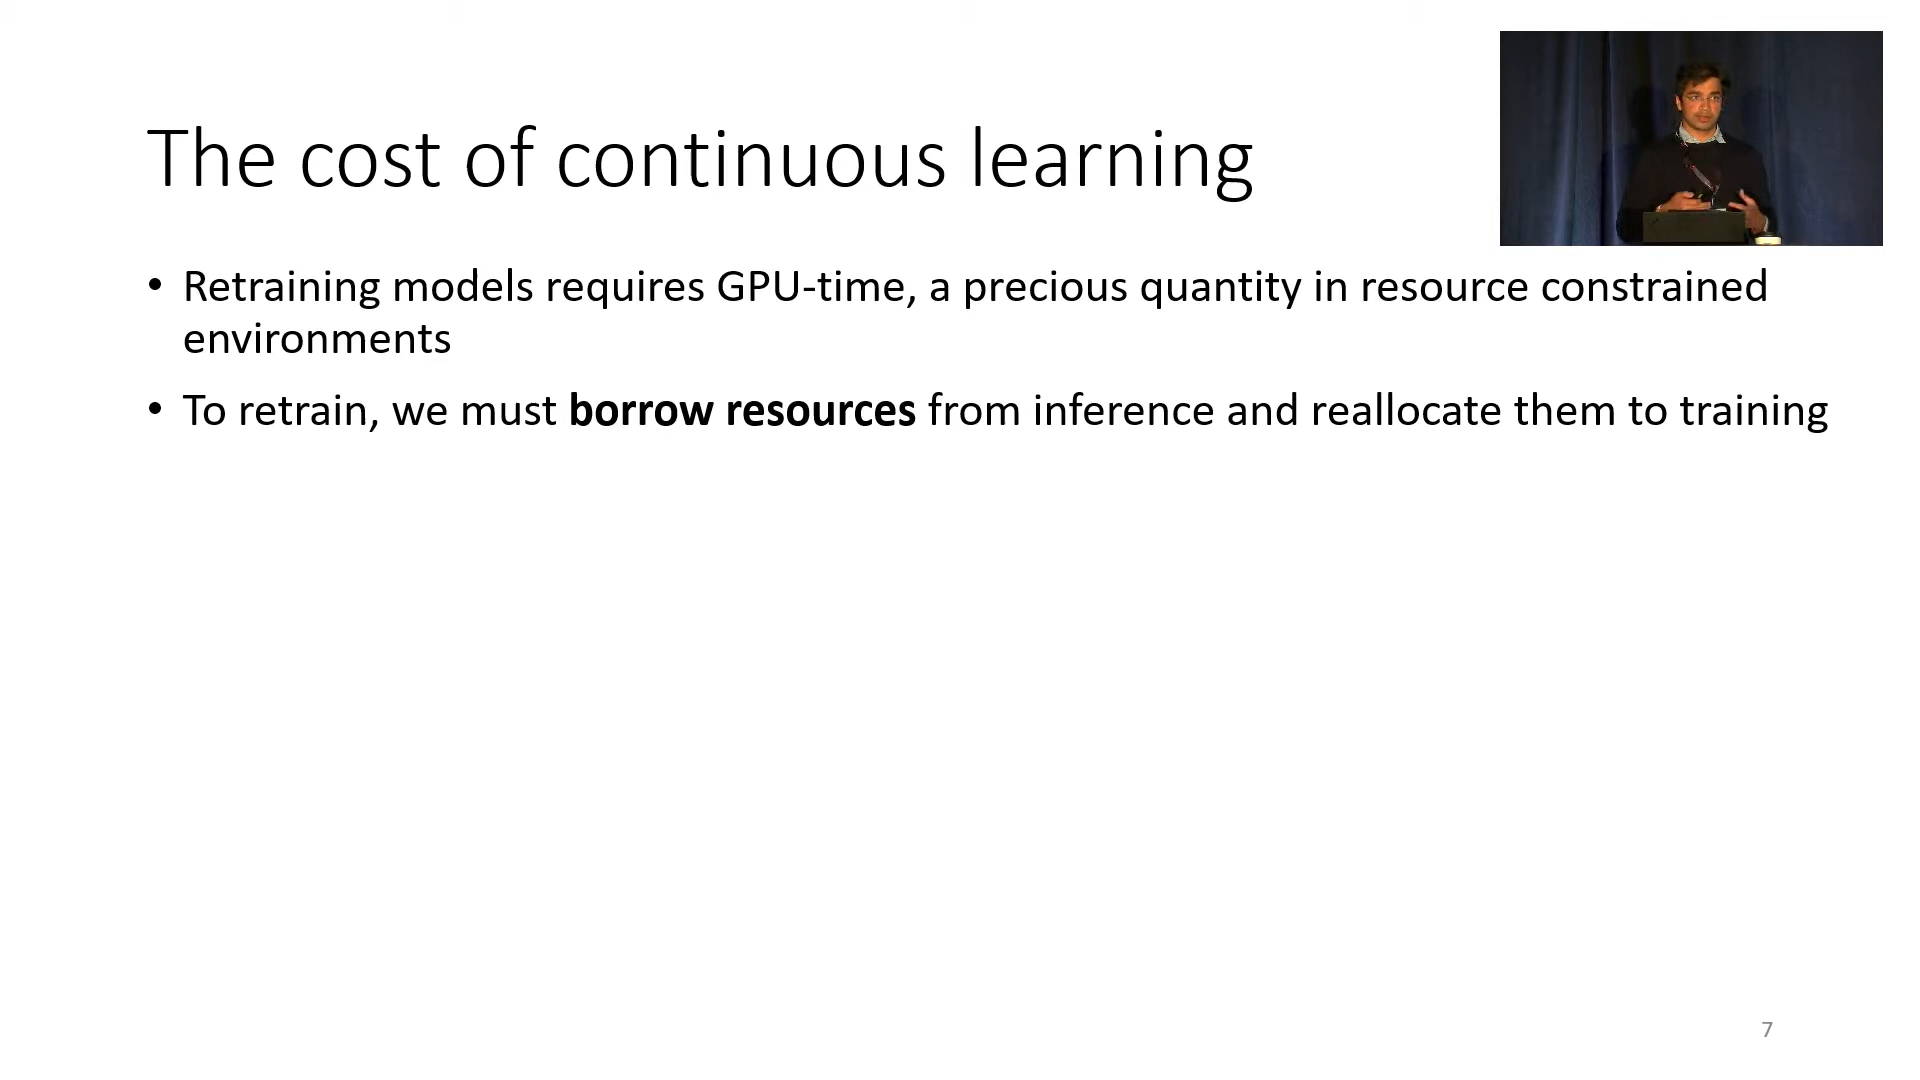 The cost of continuous learning
• Retraining models requires GPU-time, a precious quantity in resource constrained
environments
• To retrain, we must borrow resources from inference and reallocate them to training
7